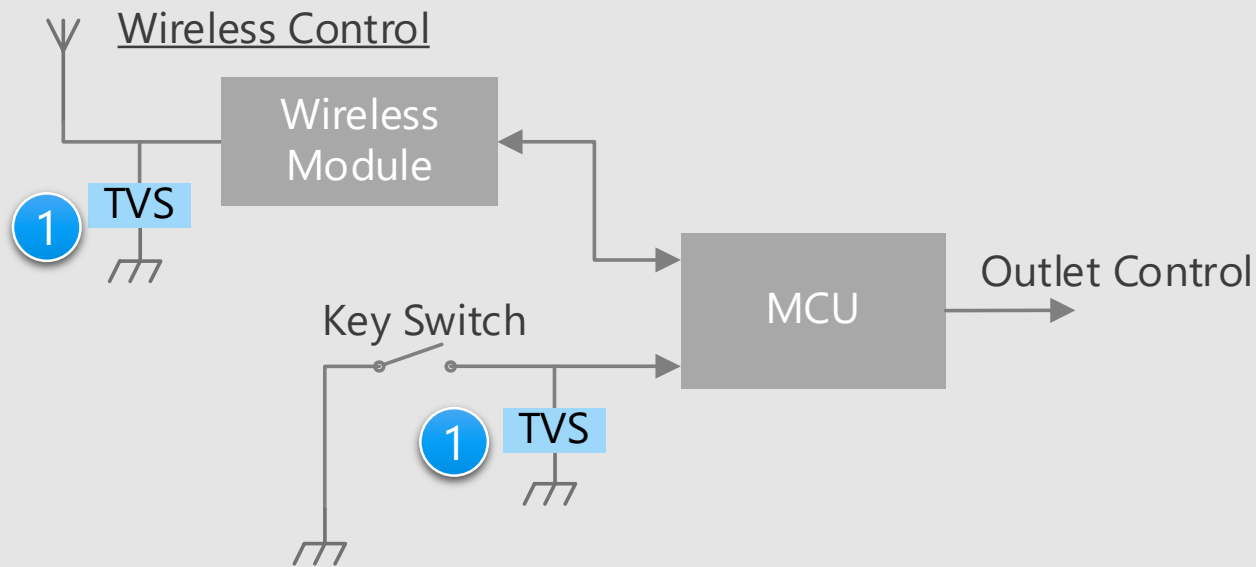 Wireless Control
Wireless
Module
1
TVS
MCU
Outlet Control
Key Switch
1
TVS